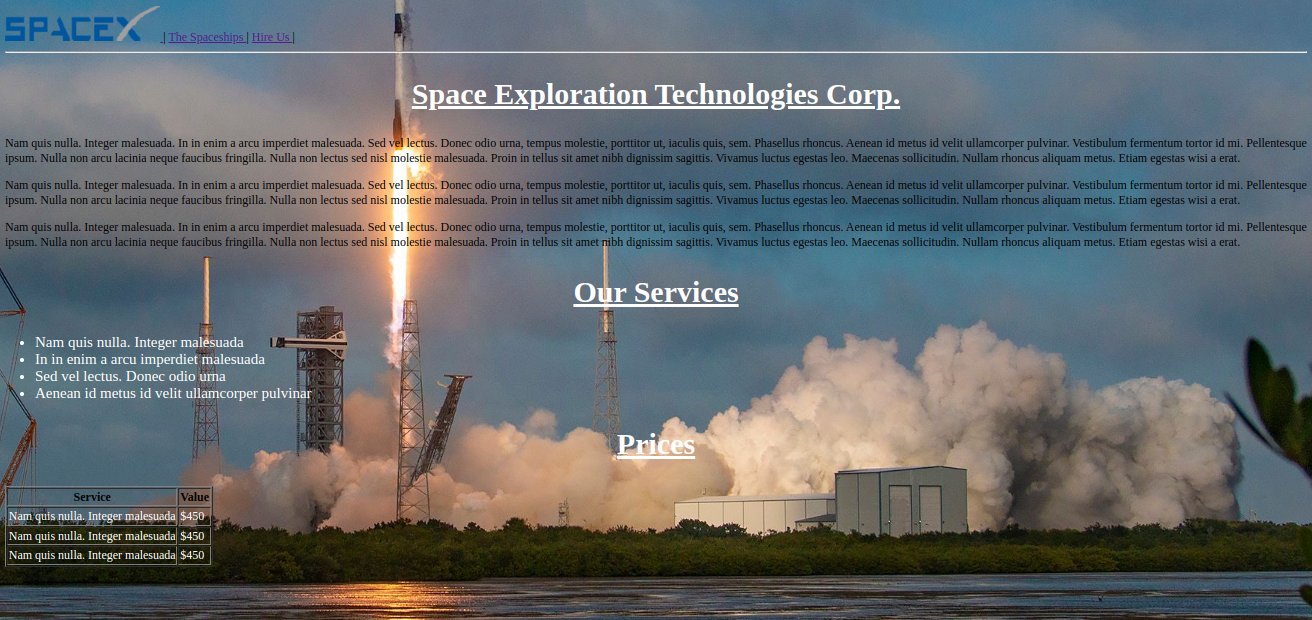 SPACEX | The Spaceships | Hire Us |
Space Exploration Technologies Corp.
Nam quis nulla. Integer malesuada. In in enim a arcu imperdiet malesuada. Sed vel lectus. Donec odio urna, tempus molestie, porttitor ut, iaculis quis, sem. Phasellus rhoncus. Aenean id metus id velit ullamcorper pulvinar. Vestibulum fermentum tortor id mi. Pellentesque
ipsum. Nulla non arcu lacinia neque faucibus fringilla. Nulla non lectus sed nisl molestie malesuada. Proin in tellus sit amet nibh dignissim sagittis. Vivamus luctus egestas leo. Maecenas sollicitudin. Nullam rhoncus aliquam metus. Etiam egestas wisi a erat.
Nam quis nulla. Integer malesuada. In in enim a arcu imperdiet malesuada. Sed vel lectus. Donec odio urna, tempus molestie, porttitor ut, iaculis quis, sem. Phasellus rhoncus. Aenean id metus id velit ullamcorper pulvinar. Vestibulum fermentum tortor id mi. Pellentesque
ipsum. Nulla non arcu lacinia neque faucibus fringilla. Nulla non lectus sed nisl molestie malesuada. Proin in tellus sit amet nibh dignissim sagittis. Vivamus luctus egestas leo. Maecenas sollicitudin. Nullam rhoncus aliquam metus. Etiam egestas wisi a erat.
Nam quis nulla. Integer malesuada. In in enim a arcu imperdiet malesuada. Sed vel lectus. Donec odio urna, tempus molestie, porttitor ut, iaculis quis, sem. Phasellus rhoncus. Aenean id metus id velit ullamcorper pulvinar. Vestibulum fermentum tortor id mi. Pellentesque
ipsum. Nulla non arcu lacinia neque faucibus fringilla. Nulla non lectus sed nisl molestie malesuada. Proin in tellus sit amet nibh dignissim sagittis. Vivamus luctus egestas leo. Maecenas sollicitudin. Nullam rhoncus aliquam metus. Etiam egestas wisi a erat.
Our Services
• Nam quis nulla. Integer malesuada
• In in enim a arcu imperdiet malesuada
• Sed vel lectus. Donec odio urna
• Aenean id metus id velit ullamcorper pulvinar
Prices
Service Value
Nam quis nulla. Integer malesuada $450
Nam quis nulla. Integer malesuada $450
Nam quis nulla. Integer malesuada $450